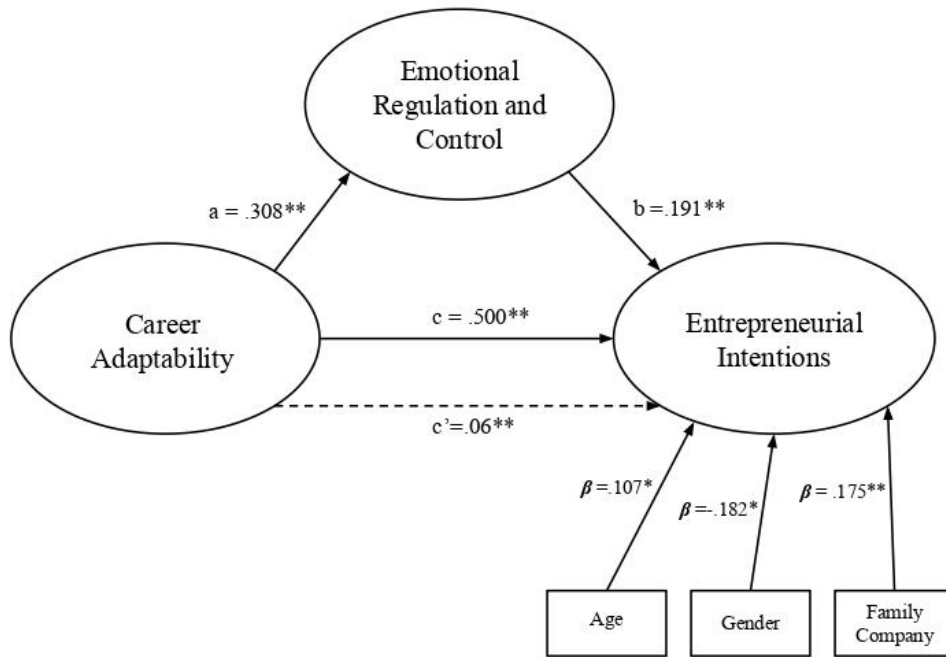 Emotional
Regulation and
Control
a = .308**
b =.191**
Career
Adaptability
c = .500**
Entrepreneurial
Intentions
c’=.06**
β =.107*
β =-.182*
β = .175**
Age
Gender
Family
Company